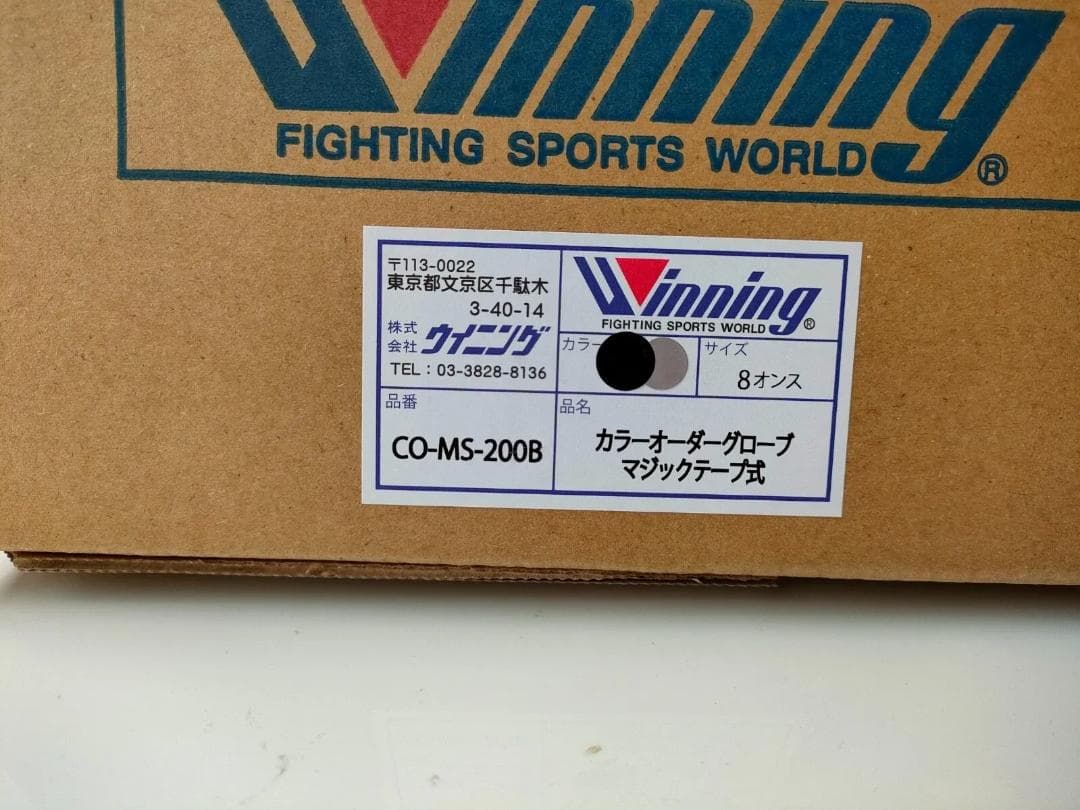 Winning®
FIGHTING SPORTS WORLD
〒113-0022
東京都文京区千駄木
3-40-14
株式
会社 ウイニング
TEL：03-3828-8136
Winning®
FIGHTING SPORTS WORLD
カラー
サイズ
8オンス
品番
CO-MS-200B
品名
カラーオーダーグローブ
マジックテープ式